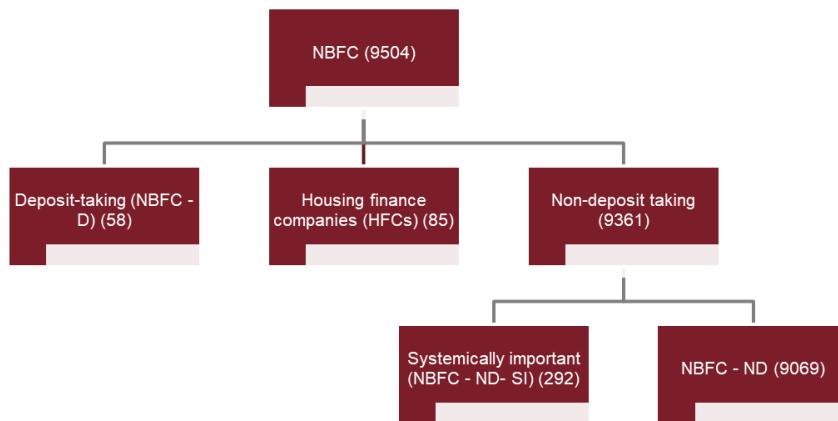 NBFC (9504)
Deposit-taking (NBFC -
D) (58)
Housing finance
companies (HFCs) (85)
Non-deposit taking
(9361)
Systemically important
(NBFC - ND- SI) (292)
NBFC - ND (9069)